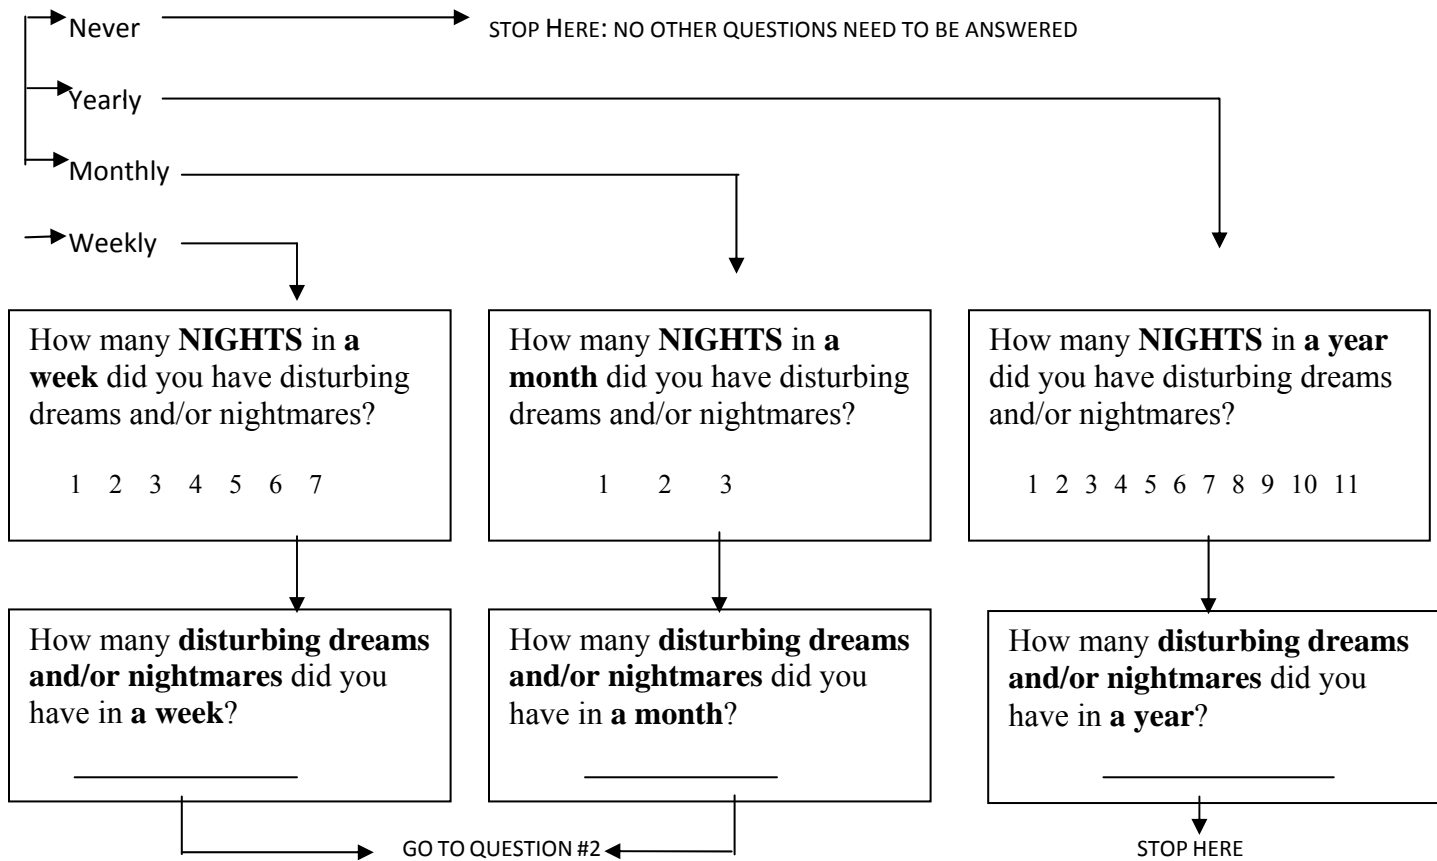 Never
STOP HERE: NO OTHER QUESTIONS NEED TO BE ANSWERED
Yearly
Monthly
Weekly
How many NIGHTS in a
week did you have disturbing
dreams and/or nightmares?
1 2 3 4 5 6 7
How many NIGHTS in a
month did you have disturbing
dreams and/or nightmares?
1 2 3
How many NIGHTS in a year
did you have disturbing dreams
and/or nightmares?
1 2 3 4 5 6 7 8 9 10 11
How many disturbing dreams
and/or nightmares did you
have in a week?
How many disturbing dreams
and/or nightmares did you
have in a month?
How many disturbing dreams
and/or nightmares did you
have in a year?
GO TO QUESTION #2
STOP HERE